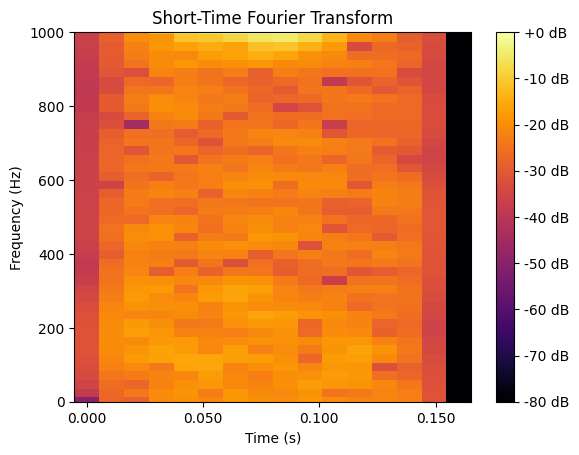 Short-Time Fourier Transform
Frequency (Hz)
1000
800
600
400
200
0
0.000
0.050
0.100
0.150
Time (s)
+0 dB
-10 dB
-20 dB
-30 dB
-40 dB
-50 dB
-60 dB
-70 dB
-80 dB